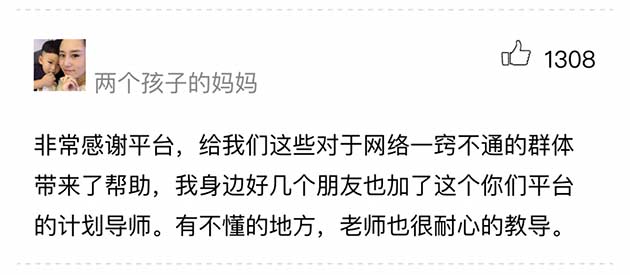 1308
两个孩子的妈妈
非常感谢平台，给我们这些对于网络一窍不通的群体
带来了帮助，我身边好几个朋友也加了这个你们平台
的计划导师。有不懂的地方，老师也很耐心的教导。